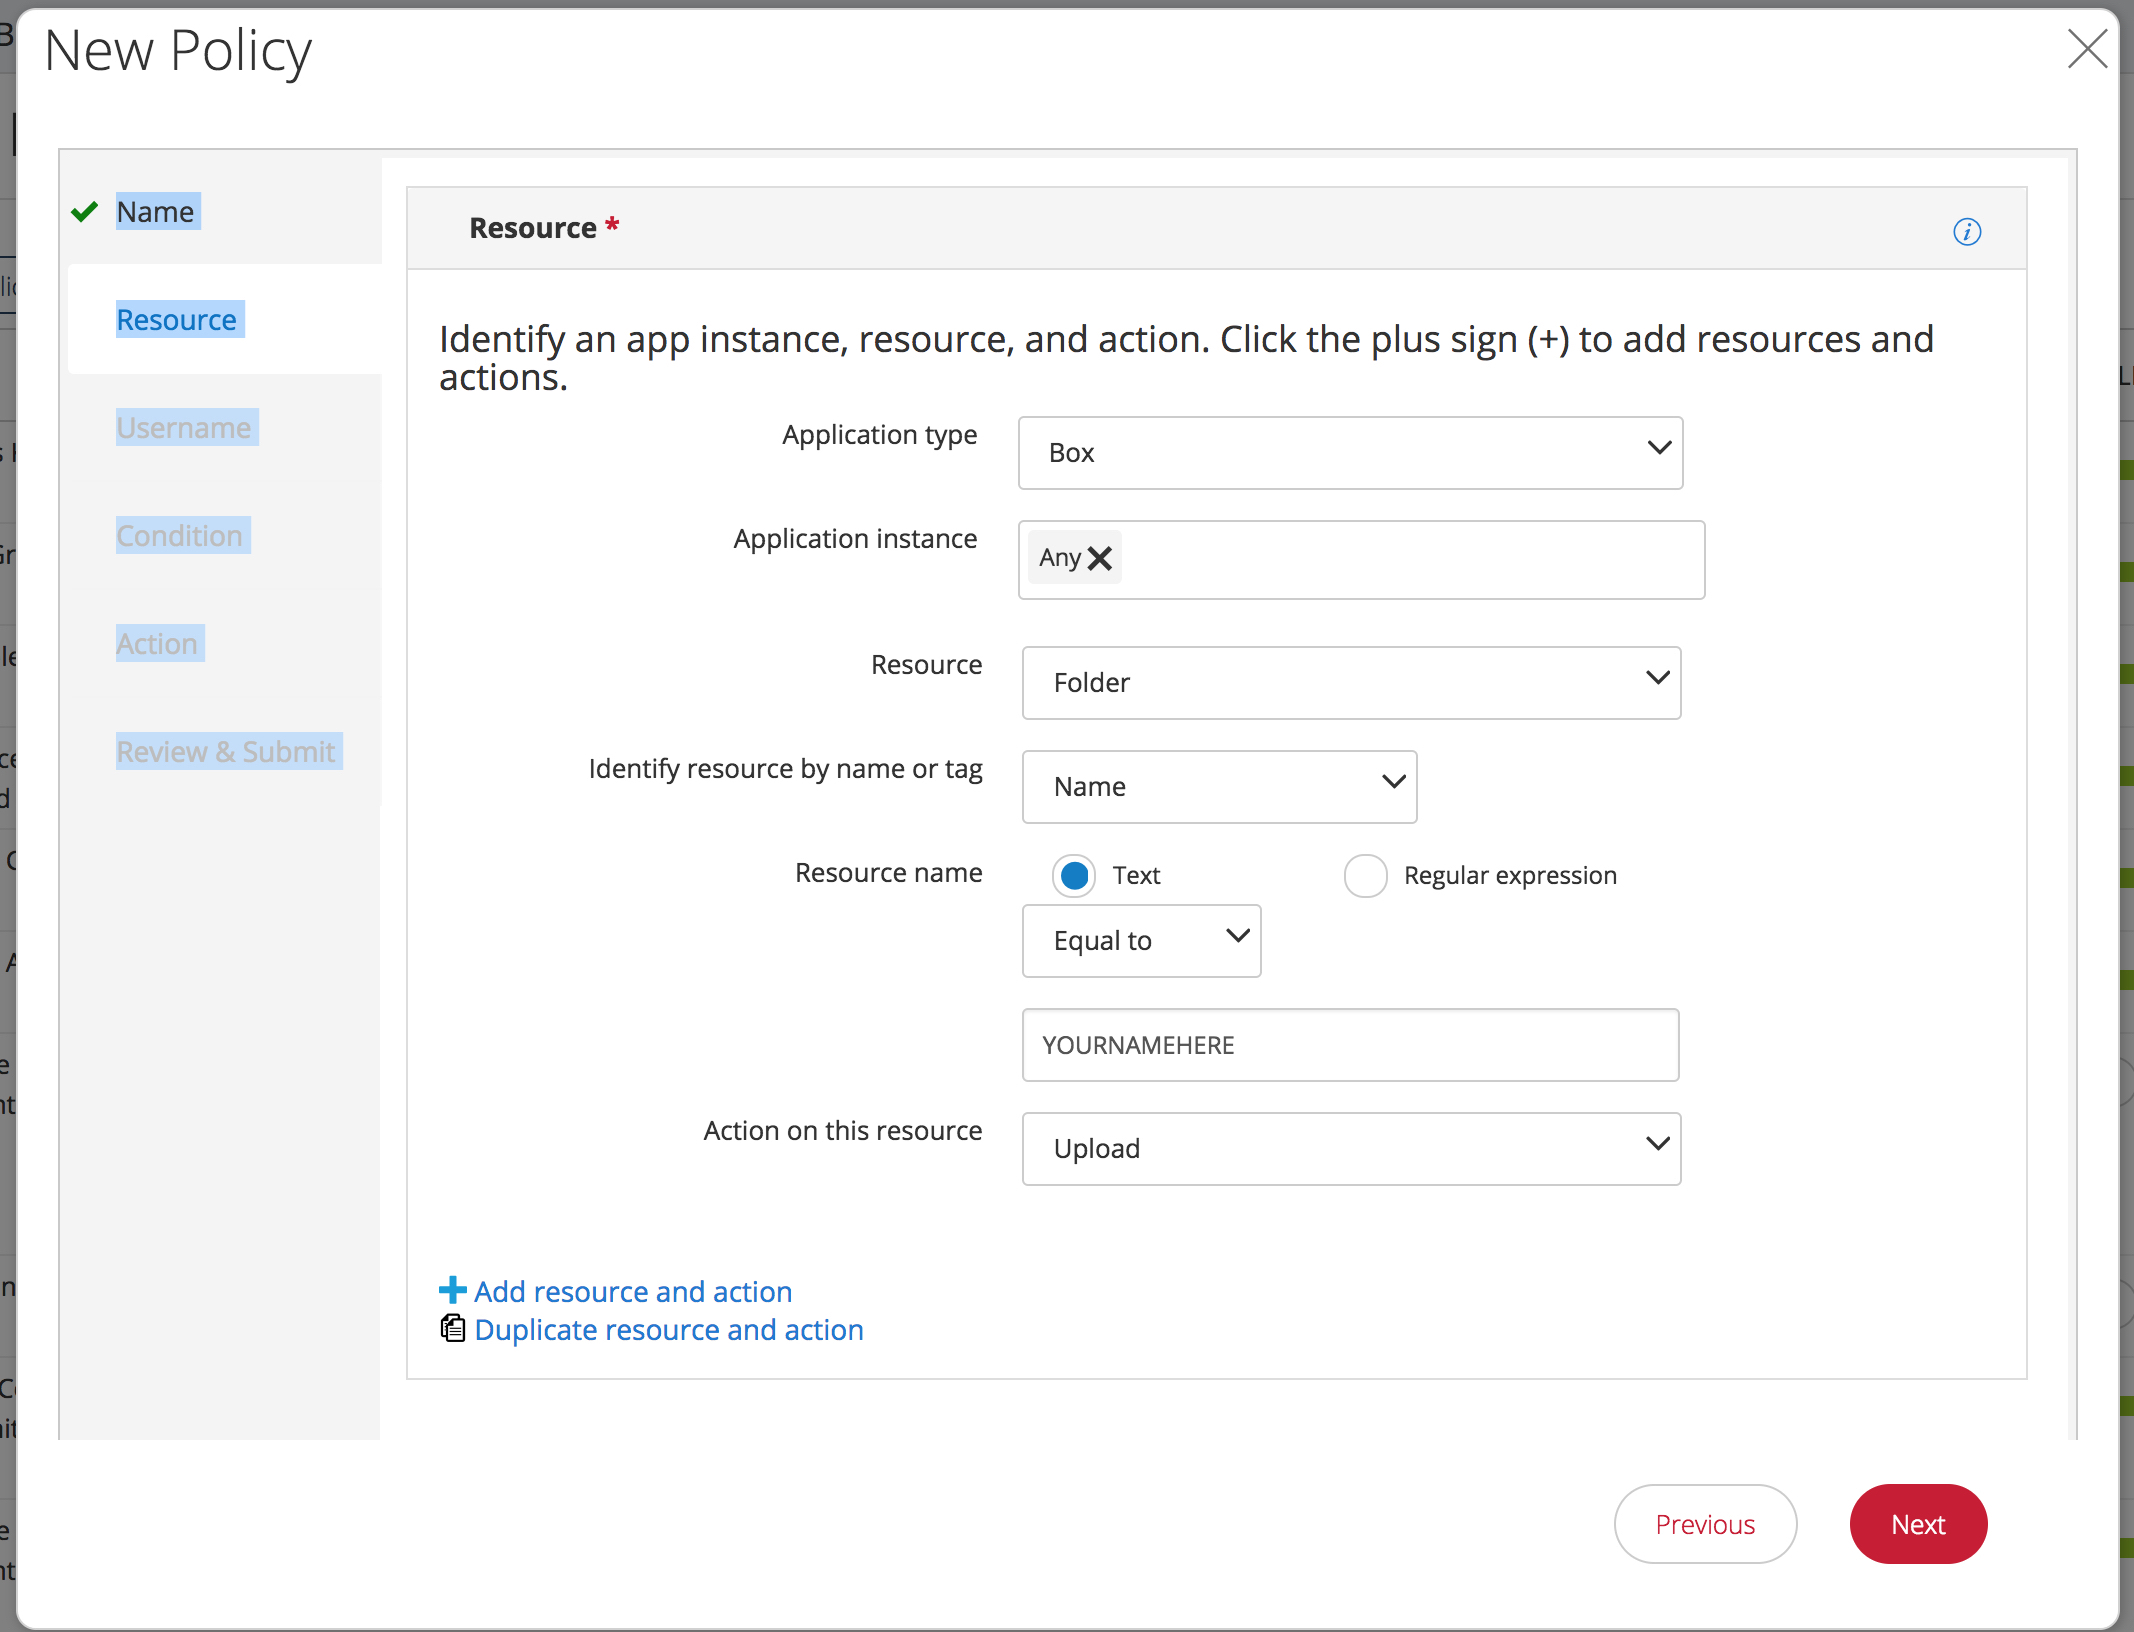 New Policy
Name
Resource
Username
Condition
Action
Review & Submit
Resource *
Identify an app instance, resource, and action. Click the plus sign (+) to add resources and
actions.
Application type
Box
Application instance
Any
Resource
Folder
Identify resource by name or tag
Name
Resource name
Text
Regular expression
Equal to
YOURNAMEHERE
Action on this resource
Upload
Add resource and action
Duplicate resource and action
Previous
Next